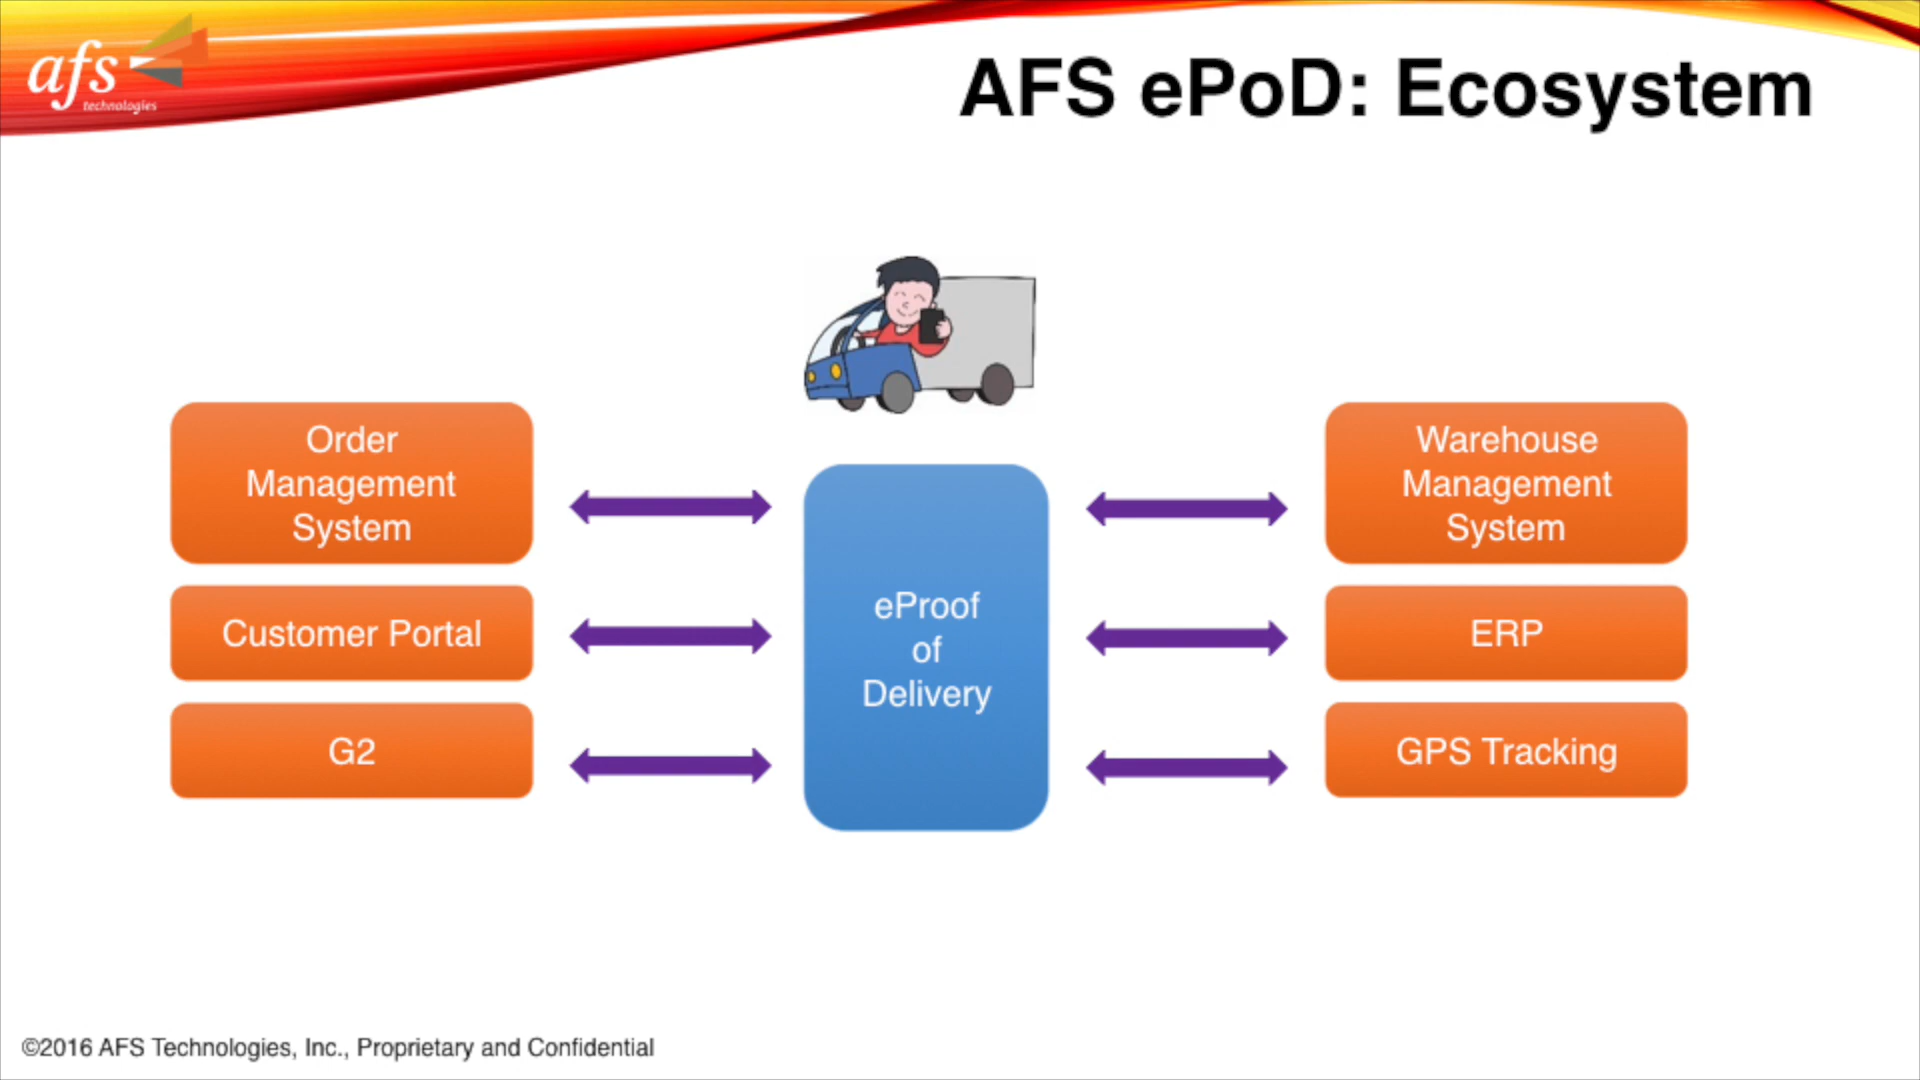 afs
technologies
AFS ePoD: Ecosystem
Order
Management
System
Customer Portal
G2
eProof
of
Delivery
Warehouse
Management
System
ERP
GPS Tracking
©2016 AFS Technologies, Inc., Proprietary and Confidential